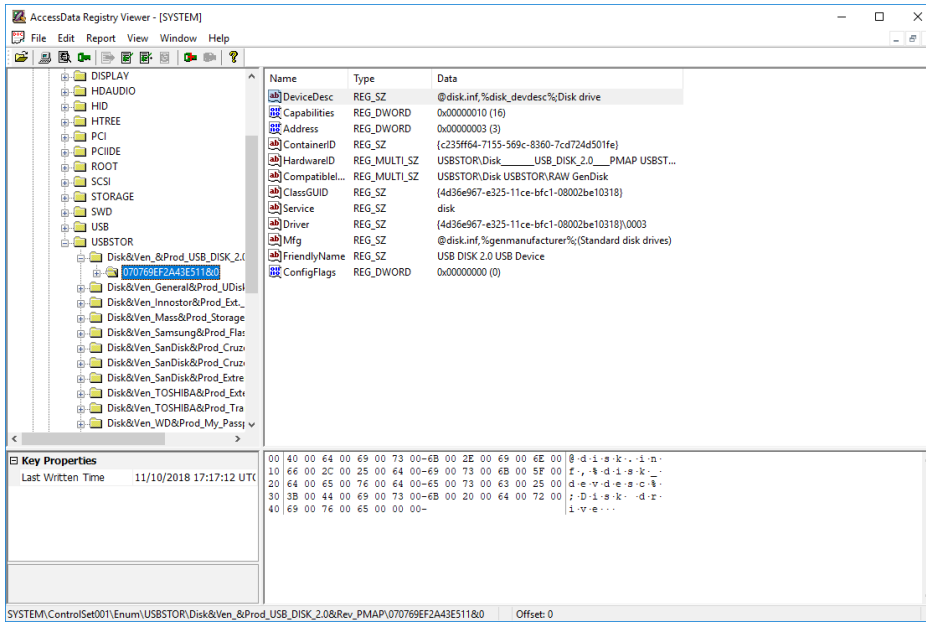 AccessData Registry Viewer - [SYSTEM]
File Edit Report View Window Help
DISPLAY
HDAUDIO
HID
HTREE
PCI
PCIIDE
ROOT
SCSI
STORAGE
SWD
USB
USBSTOR
Disk&Ven_&Prod_USB_DISK_2.0
070769EF2A43E511&0
Disk&Ven_General&Prod_UDisk
Disk&Ven_Innostor&Prod_Ext._
Disk&Ven_Mass&Prod_Storage
Disk&Ven_Samsung&Prod_Flas
Disk&Ven_SanDisk&Prod_Cruz
Disk&Ven_SanDisk&Prod_Cruz
Disk&Ven_SanDisk&Prod_Extre
Disk&Ven_TOSHIBA&Prod_Exte
Disk&Ven_TOSHIBA&Prod_Tra
Disk&Ven_WD&Prod_My_Passp
Name Type Data
DeviceDesc REG_SZ @disk.inf,%disk_devdesc%;Disk drive
Capabilities REG_DWORD 0x00000010 (16)
Address REG_DWORD 0x00000003 (3)
ContainerID REG_SZ {c235ff64-7155-569c-8360-7cd724d501fe}
HardwareID REG_MULTI_SZ USBSTOR\Disk_______USB_DISK_2.0___PMAP USBST...
CompatibleI... REG_MULTI_SZ USBSTOR\Disk USBSTOR\RAW GenDisk
ClassGUID REG_SZ {4d36e967-e325-11ce-bfc1-08002be10318}
Service REG_SZ disk
Driver REG_SZ {4d36e967-e325-11ce-bfc1-08002be10318}\0003
Mfg REG_SZ @disk.inf,%genmanufacturer%;(Standard disk drives)
FriendlyName REG_SZ USB DISK 2.0 USB Device
ConfigFlags REG_DWORD 0x00000000 (0)
Key Properties
Last Written Time 11/10/2018 17:17:12 UTC
00 40 00 64 00 69 00 73 00-6B 00 2E 00 69 00 6E 00 @·d·i·s·k·.·i·n·
10 66 00 2C 00 25 00 64 00-69 00 73 00 6B 00 5F 00 f·,·%·d·i·s·k·_·
20 64 00 65 00 76 00 64 00-65 00 73 00 63 00 25 00 d·e·v·d·e·s·c·%·
30 3B 00 44 00 69 00 73 00-6B 00 20 00 64 00 72 00 ;·D·i·s·k· ·d·r·
40 69 00 76 00 65 00 00 00- i·v·e···
SYSTEM\ControlSet001\Enum\USBSTOR\Disk&Ven_&Prod_USB_DISK_2.0&Rev_PMAP\070769EF2A43E511&0 Offset: 0